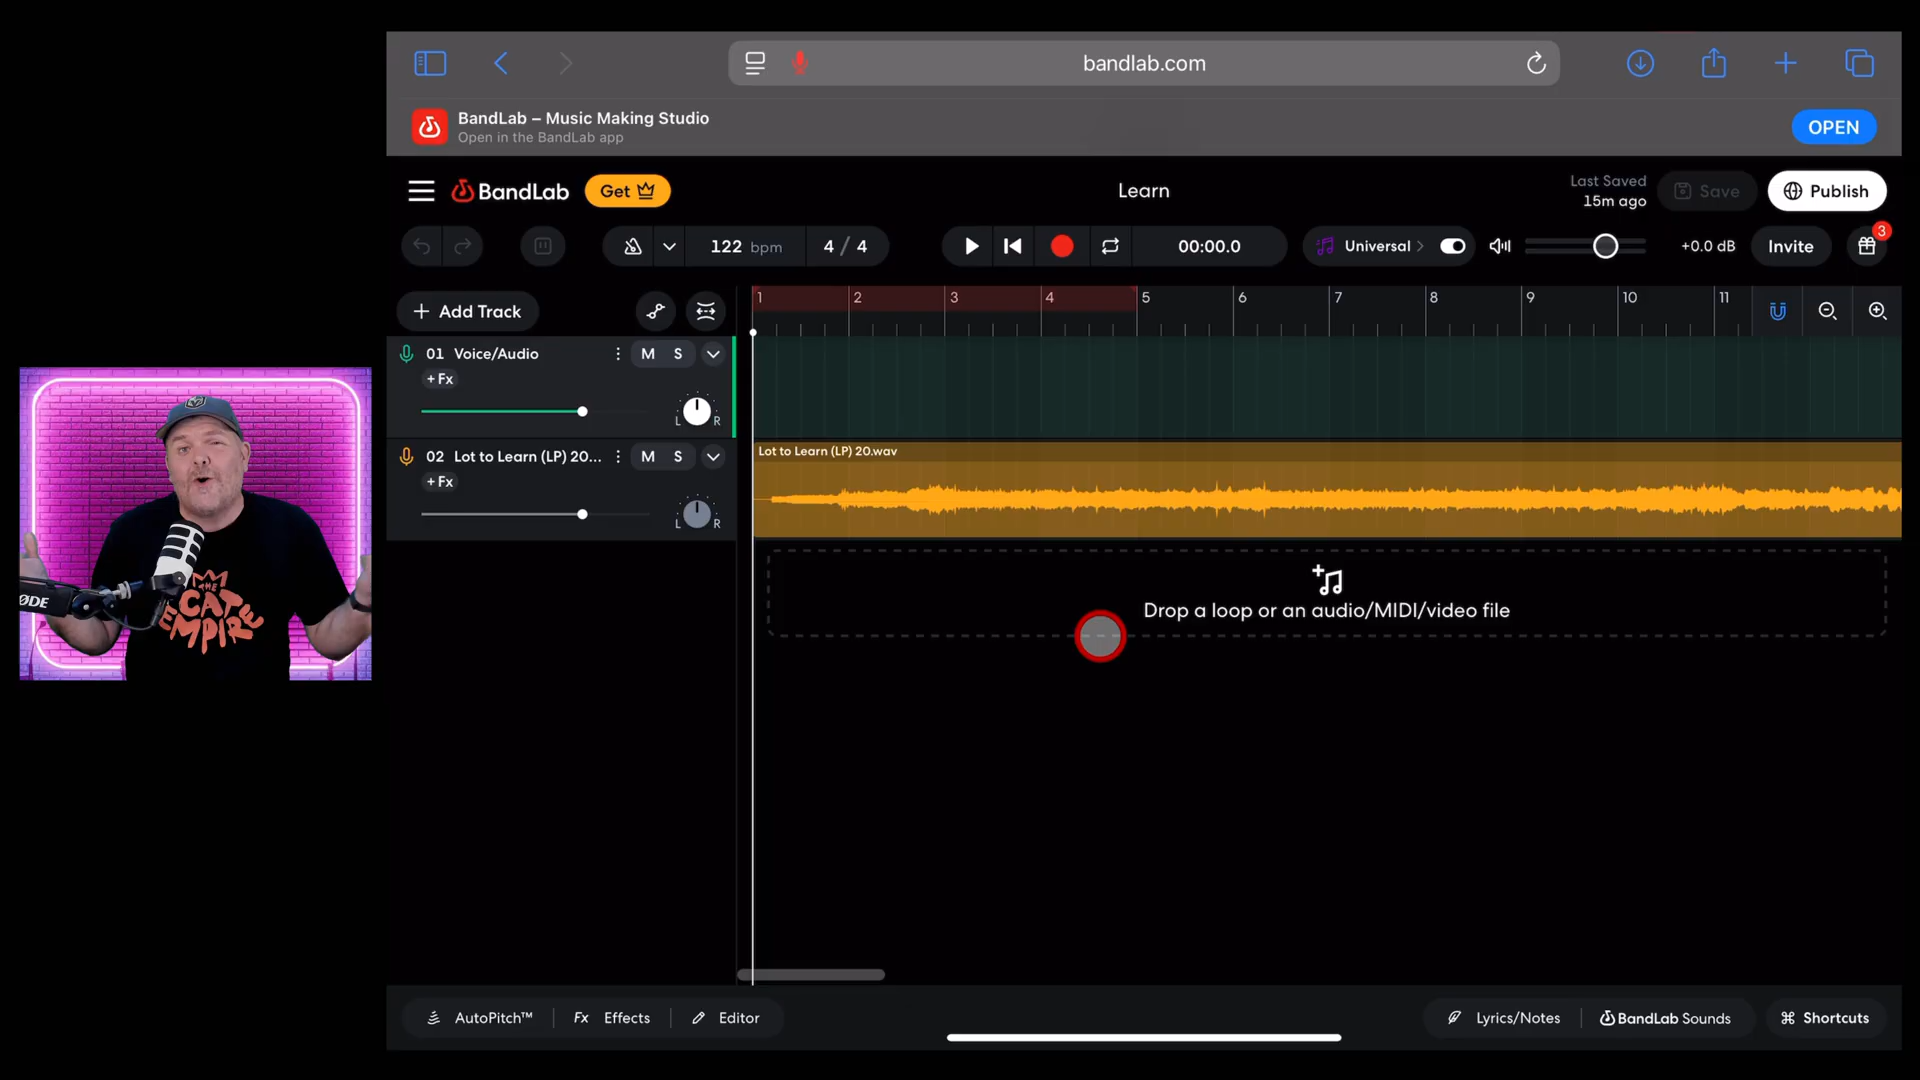 bandlab.com
BandLab – Music Making Studio
Open in the BandLab app
OPEN
BandLab
Get
Learn
Last Saved
15m ago
Save
Publish
122 bpm
4 / 4
00:00.0
Universal
+0.0 dB
Invite
3
Add Track
1 2 3 4 5 6 7 8 9 10 11
01 Voice/Audio
M S
+ Fx
L R
02 Lot to Learn (LP) 20...
M S
+ Fx
L R
Lot to Learn (LP) 20.wav
Drop a loop or an audio/MIDI/video file
RØDE
THE
CAT
EMPIRE
AutoPitch™
Fx Effects
Editor
Lyrics/Notes
BandLab Sounds
⌘ Shortcuts